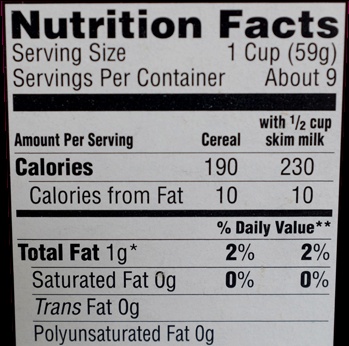 Nutrition Facts
Serving Size 1 Cup (59g)
Servings Per Container About 9
with 1/2 cup
Amount Per Serving Cereal skim milk
Calories 190 230
Calories from Fat 10 10
% Daily Value**
Total Fat 1g* 2% 2%
Saturated Fat 0g 0% 0%
Trans Fat 0g
Polyunsaturated Fat 0g